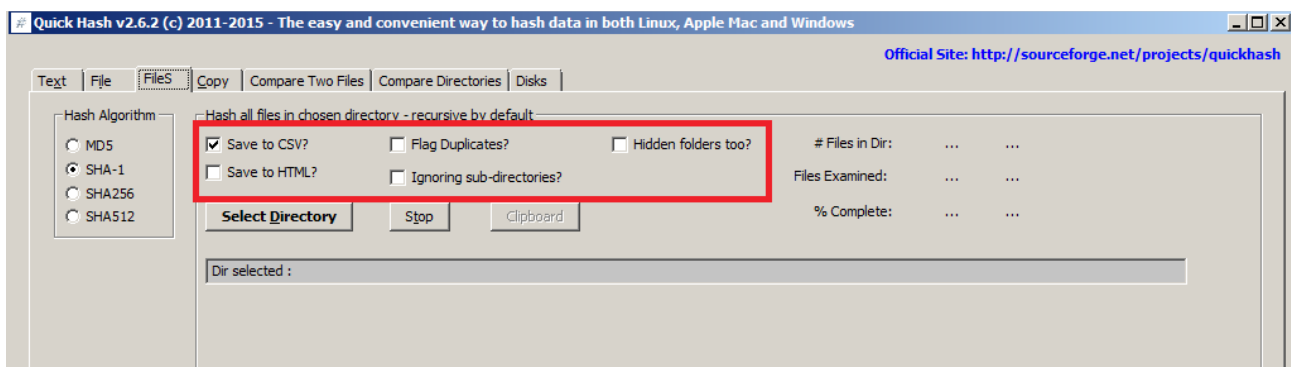 Quick Hash v2.6.2 (c) 2011-2015 - The easy and convenient way to hash data in both Linux, Apple Mac and Windows
Official Site: http://sourceforge.net/projects/quickhash
Text File FileS Copy Compare Two Files Compare Directories Disks
Hash Algorithm
MD5
SHA-1
SHA256
SHA512
Hash all files in chosen directory - recursive by default
Save to CSV? Flag Duplicates? Hidden folders too?
Save to HTML? Ignoring sub-directories?
Select Directory Stop Clipboard
# Files in Dir: ... ...
Files Examined: ... ...
% Complete: ... ...
Dir selected :